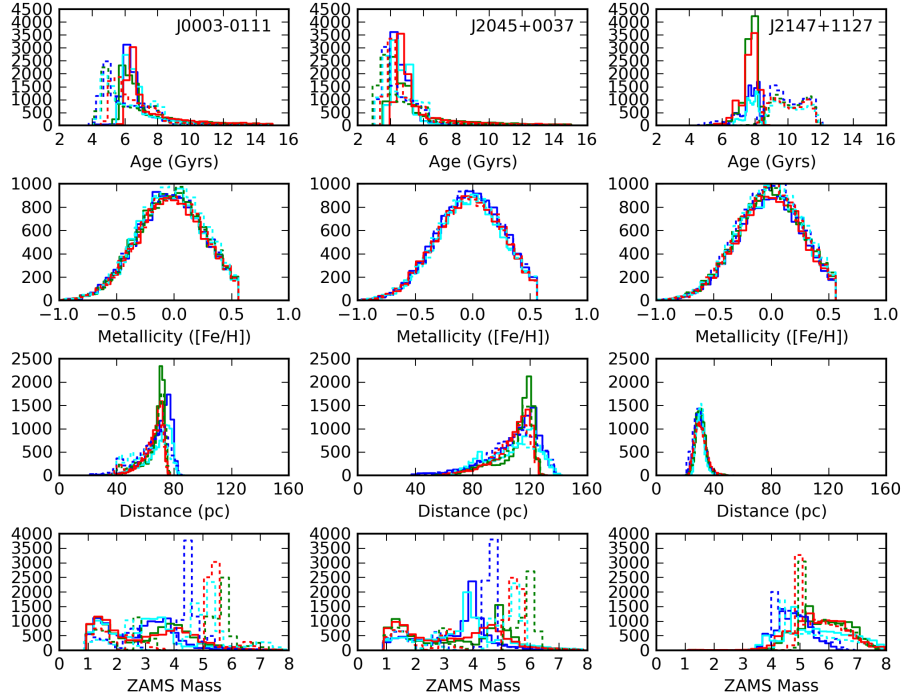 J0003-0111
J2045+0037
J2147+1127
4500 4000 3500 3000 2500 2000 1500 1000 500 0
4500 4000 3500 3000 2500 2000 1500 1000 500 0
4500 4000 3500 3000 2500 2000 1500 1000 500 0
2 4 6 8 10 12 14 16
2 4 6 8 10 12 14 16
2 4 6 8 10 12 14 16
Age (Gyrs)
Age (Gyrs)
Age (Gyrs)
1000 800 600 400 200 0
1000 800 600 400 200 0
1000 800 600 400 200 0
−1.0 −0.5 0.0 0.5 1.0
−1.0 −0.5 0.0 0.5 1.0
−1.0 −0.5 0.0 0.5 1.0
Metallicity ([Fe/H])
Metallicity ([Fe/H])
Metallicity ([Fe/H])
2500 2000 1500 1000 500 0
2500 2000 1500 1000 500 0
2500 2000 1500 1000 500 0
0 40 80 120 160
0 40 80 120 160
0 40 80 120 160
Distance (pc)
Distance (pc)
Distance (pc)
4000 3500 3000 2500 2000 1500 1000 500 0
4000 3500 3000 2500 2000 1500 1000 500 0
4000 3500 3000 2500 2000 1500 1000 500 0
0 1 2 3 4 5 6 7 8
0 1 2 3 4 5 6 7 8
0 1 2 3 4 5 6 7 8
ZAMS Mass
ZAMS Mass
ZAMS Mass